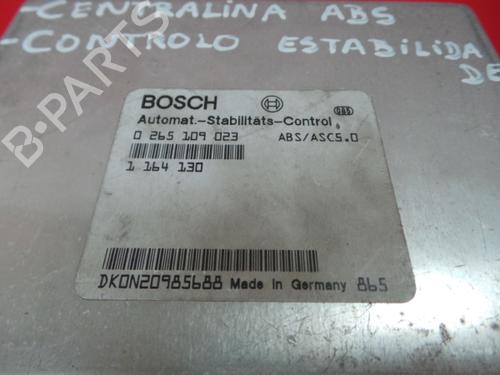 -CENTRALINA ABS
-CONTROLO ESTABILIDA
DE
BOSCH
Automat.-Stabilitäts-Control
0 265 109 023 ABS/ASC5.0
1 164 130
DKON20985688 Made in Germany 865
B-PARTS